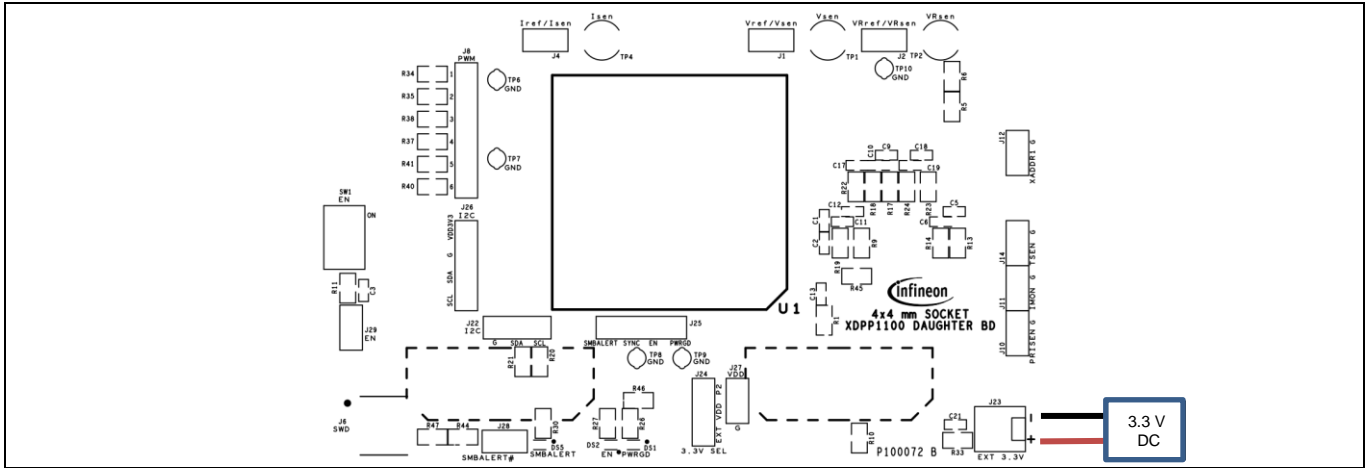 Iref/Isen
Isen
Vref/Vsen
Vsen
VRref/VRsen
VRsen
J4
TP4
J1
TP1
J2
TP2
J8
PWM
TP10
GND
R34
1
TP6
GND
R6
R35
2
R5
R38
3
R37
4
J12
C10
C9
C18
R41
5
TP7
GND
C17
C19
XADDR1 G
R40
6
R22
R18
R17
R24
R23
SW1
EN
ON
J26
I2C
VDD3V3
G
SDA
SCL
C12
C5
C1
C11
C6
C2
R9
R14
R13
J14
TSEN G
R19
R45
R11
C3
C13
infineon
J11
IMON G
U1
4x4 mm SOCKET
XDPP1100 DAUGHTER BD
R1
J29
EN
J22
I2C
J25
J10
PRISEN G
G SDA SCL
SMBALERT SYNC EN PWRGD
R21
R20
TP8
GND
TP9
GND
J24
J27
VDD
EXT VDD P2
G
R46
J6
SWD
R47
R44
J28
R30
R27
R26
R10
C21
J23
3.3 V
DC
SMBALERT#
DS5
SMBALERT
DS2
EN
DS1
PWRGD
3.3V SEL
P100072 B
R33
EXT 3.3V